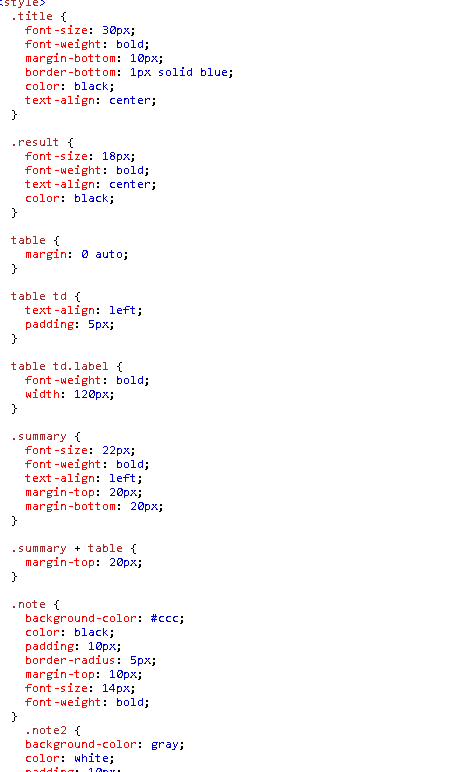 <style>
.title {
font-size: 30px;
font-weight: bold;
margin-bottom: 10px;
border-bottom: 1px solid blue;
color: black;
text-align: center;
}
.result {
font-size: 18px;
font-weight: bold;
text-align: center;
color: black;
}
table {
margin: 0 auto;
}
table td {
text-align: left;
padding: 5px;
}
table td.label {
font-weight: bold;
width: 120px;
}
.summary {
font-size: 22px;
font-weight: bold;
text-align: left;
margin-top: 20px;
margin-bottom: 20px;
}
.summary + table {
margin-top: 20px;
}
.note {
background-color: #ccc;
color: black;
padding: 10px;
border-radius: 5px;
margin-top: 10px;
font-size: 14px;
font-weight: bold;
}
.note2 {
background-color: gray;
color: white;
padding: 10px;